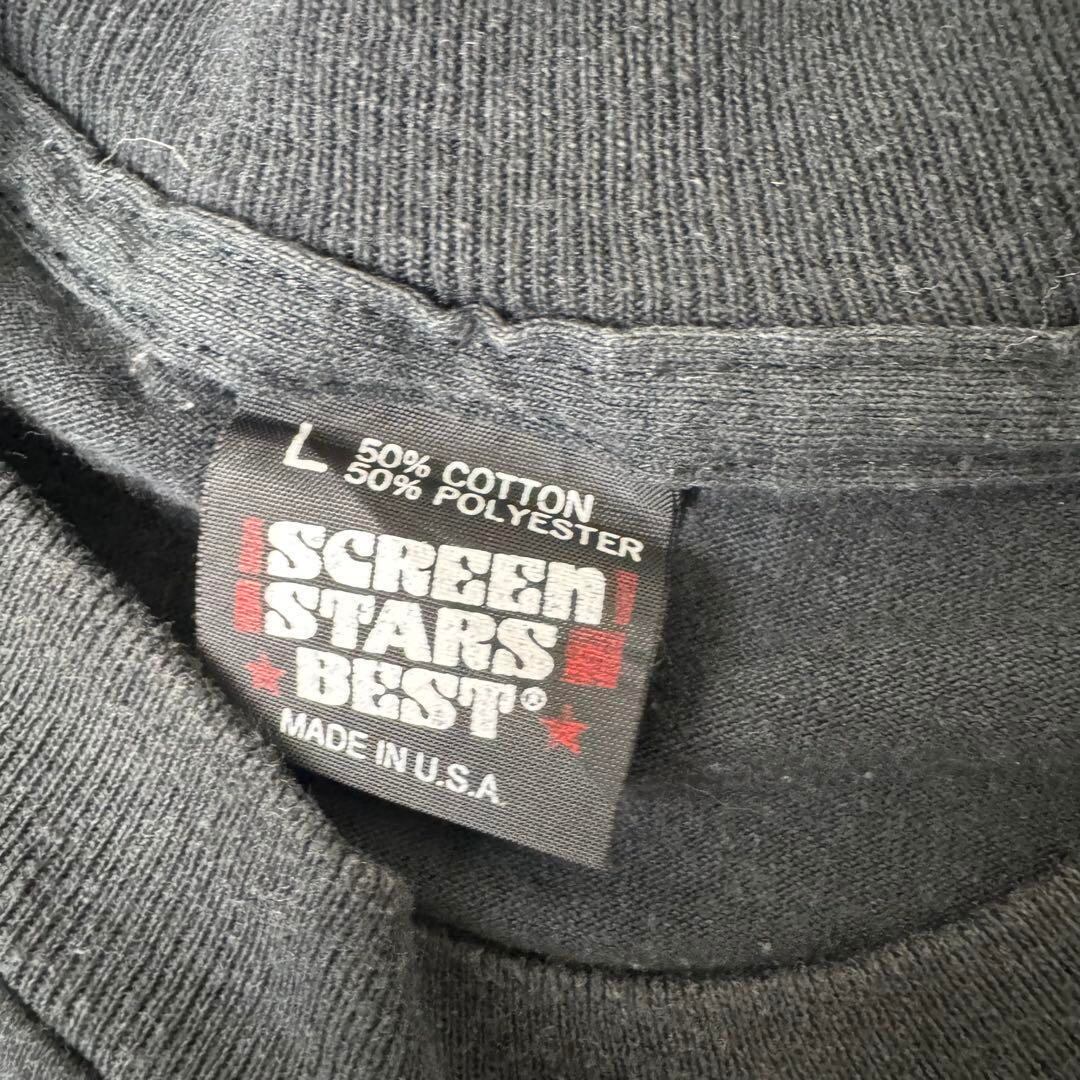 L 50% COTTON
50% POLYESTER
SCREEN
STARS
BEST®
MADE IN U.S.A.